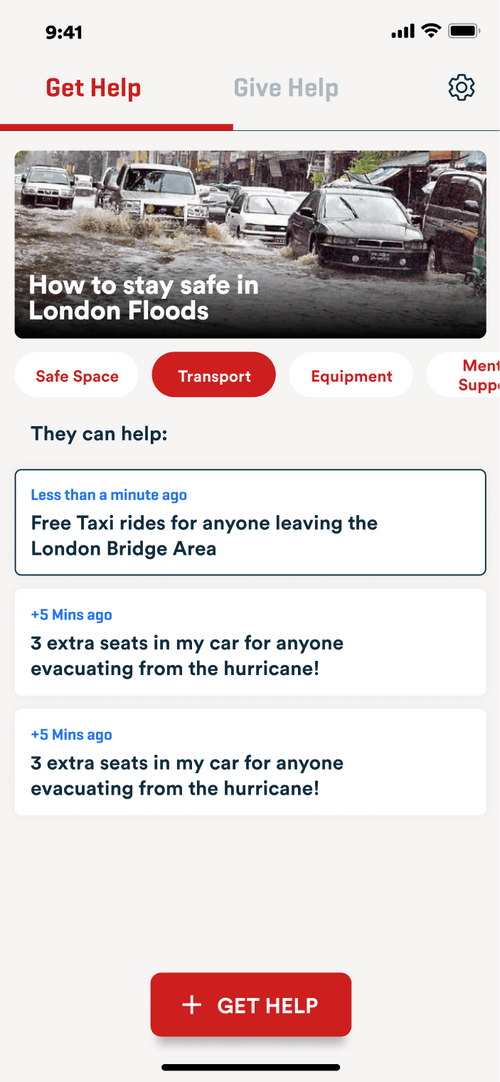 9:41
Get Help
Give Help
How to stay safe in
London Floods
Safe Space
Transport
Equipment
Ment
Supp
They can help:
Less than a minute ago
Free Taxi rides for anyone leaving the
London Bridge Area
+5 Mins ago
3 extra seats in my car for anyone
evacuating from the hurricane!
+5 Mins ago
3 extra seats in my car for anyone
evacuating from the hurricane!
+ GET HELP